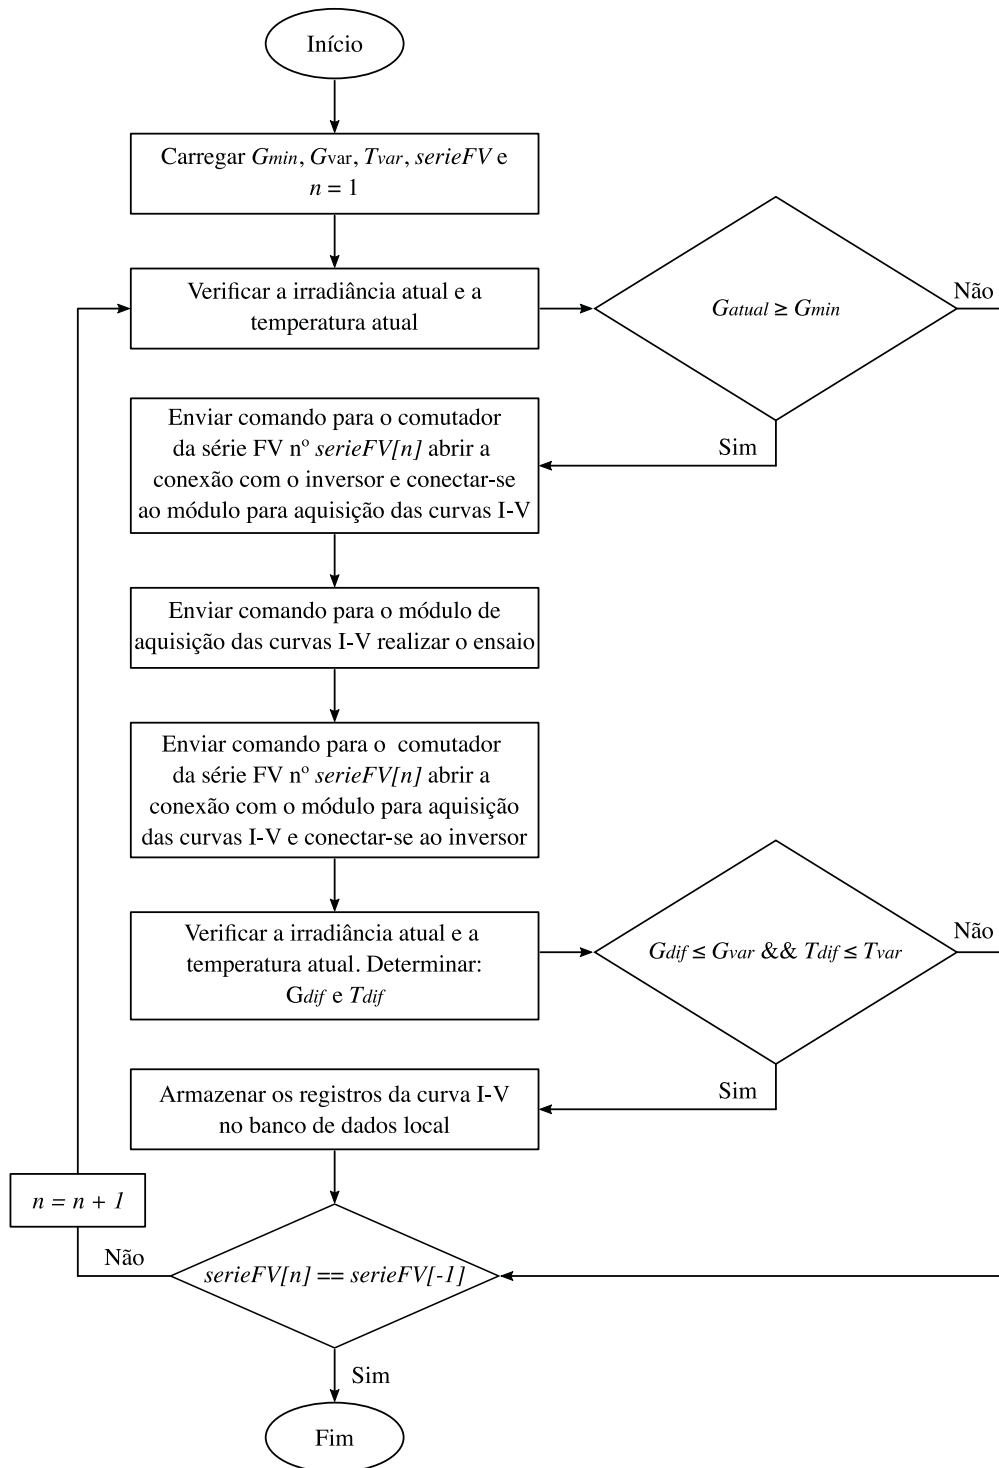 Início
Carregar Gmin, Gvar, Tvar, serieFV e
n = 1
Verificar a irradiância atual e a
temperatura atual
Gatual ≥ Gmin
Não
Sim
Enviar comando para o comutador
da série FV nº serieFV[n] abrir a
conexão com o inversor e conectar-se
ao módulo para aquisição das curvas I-V
Enviar comando para o módulo de
aquisição das curvas I-V realizar o ensaio
Enviar comando para o comutador
da série FV nº serieFV[n] abrir a
conexão com o módulo para aquisição
das curvas I-V e conectar-se ao inversor
Verificar a irradiância atual e a
temperatura atual. Determinar:
Gdif e Tdif
Gdif ≤ Gvar && Tdif ≤ Tvar
Não
Sim
Armazenar os registros da curva I-V
no banco de dados local
n = n + 1
Não
serieFV[n] == serieFV[-1]
Sim
Fim